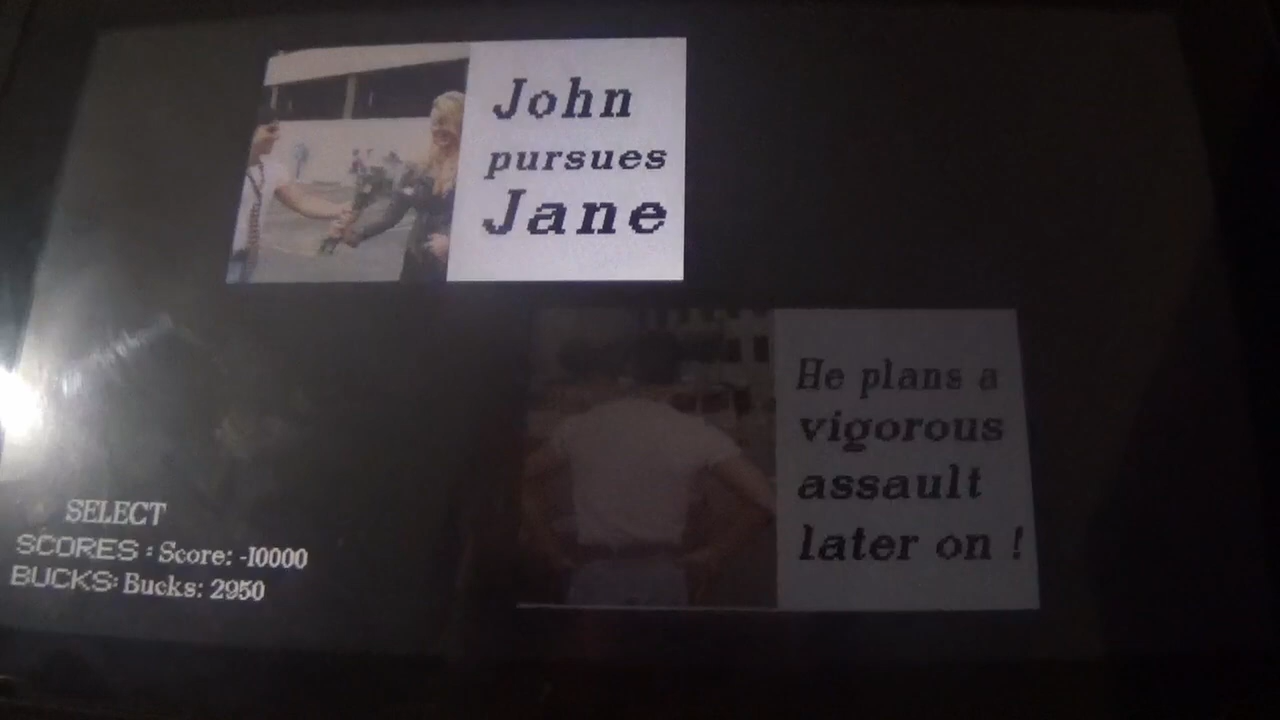 John
pursues
Jane
He plans a
vigorous
assault
later on !
SELECT
SCORES : Score: -10000
BUCKS: Bucks: 2950